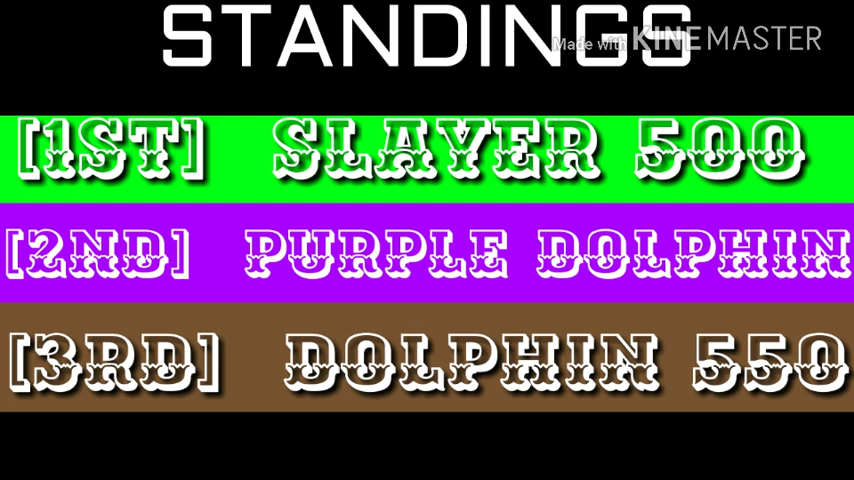 STANDINGS
Made with KINEMASTER
[1ST] SLAYER 500
[2ND] PURPLE DOLPHIN
[3RD] DOLPHIN 550